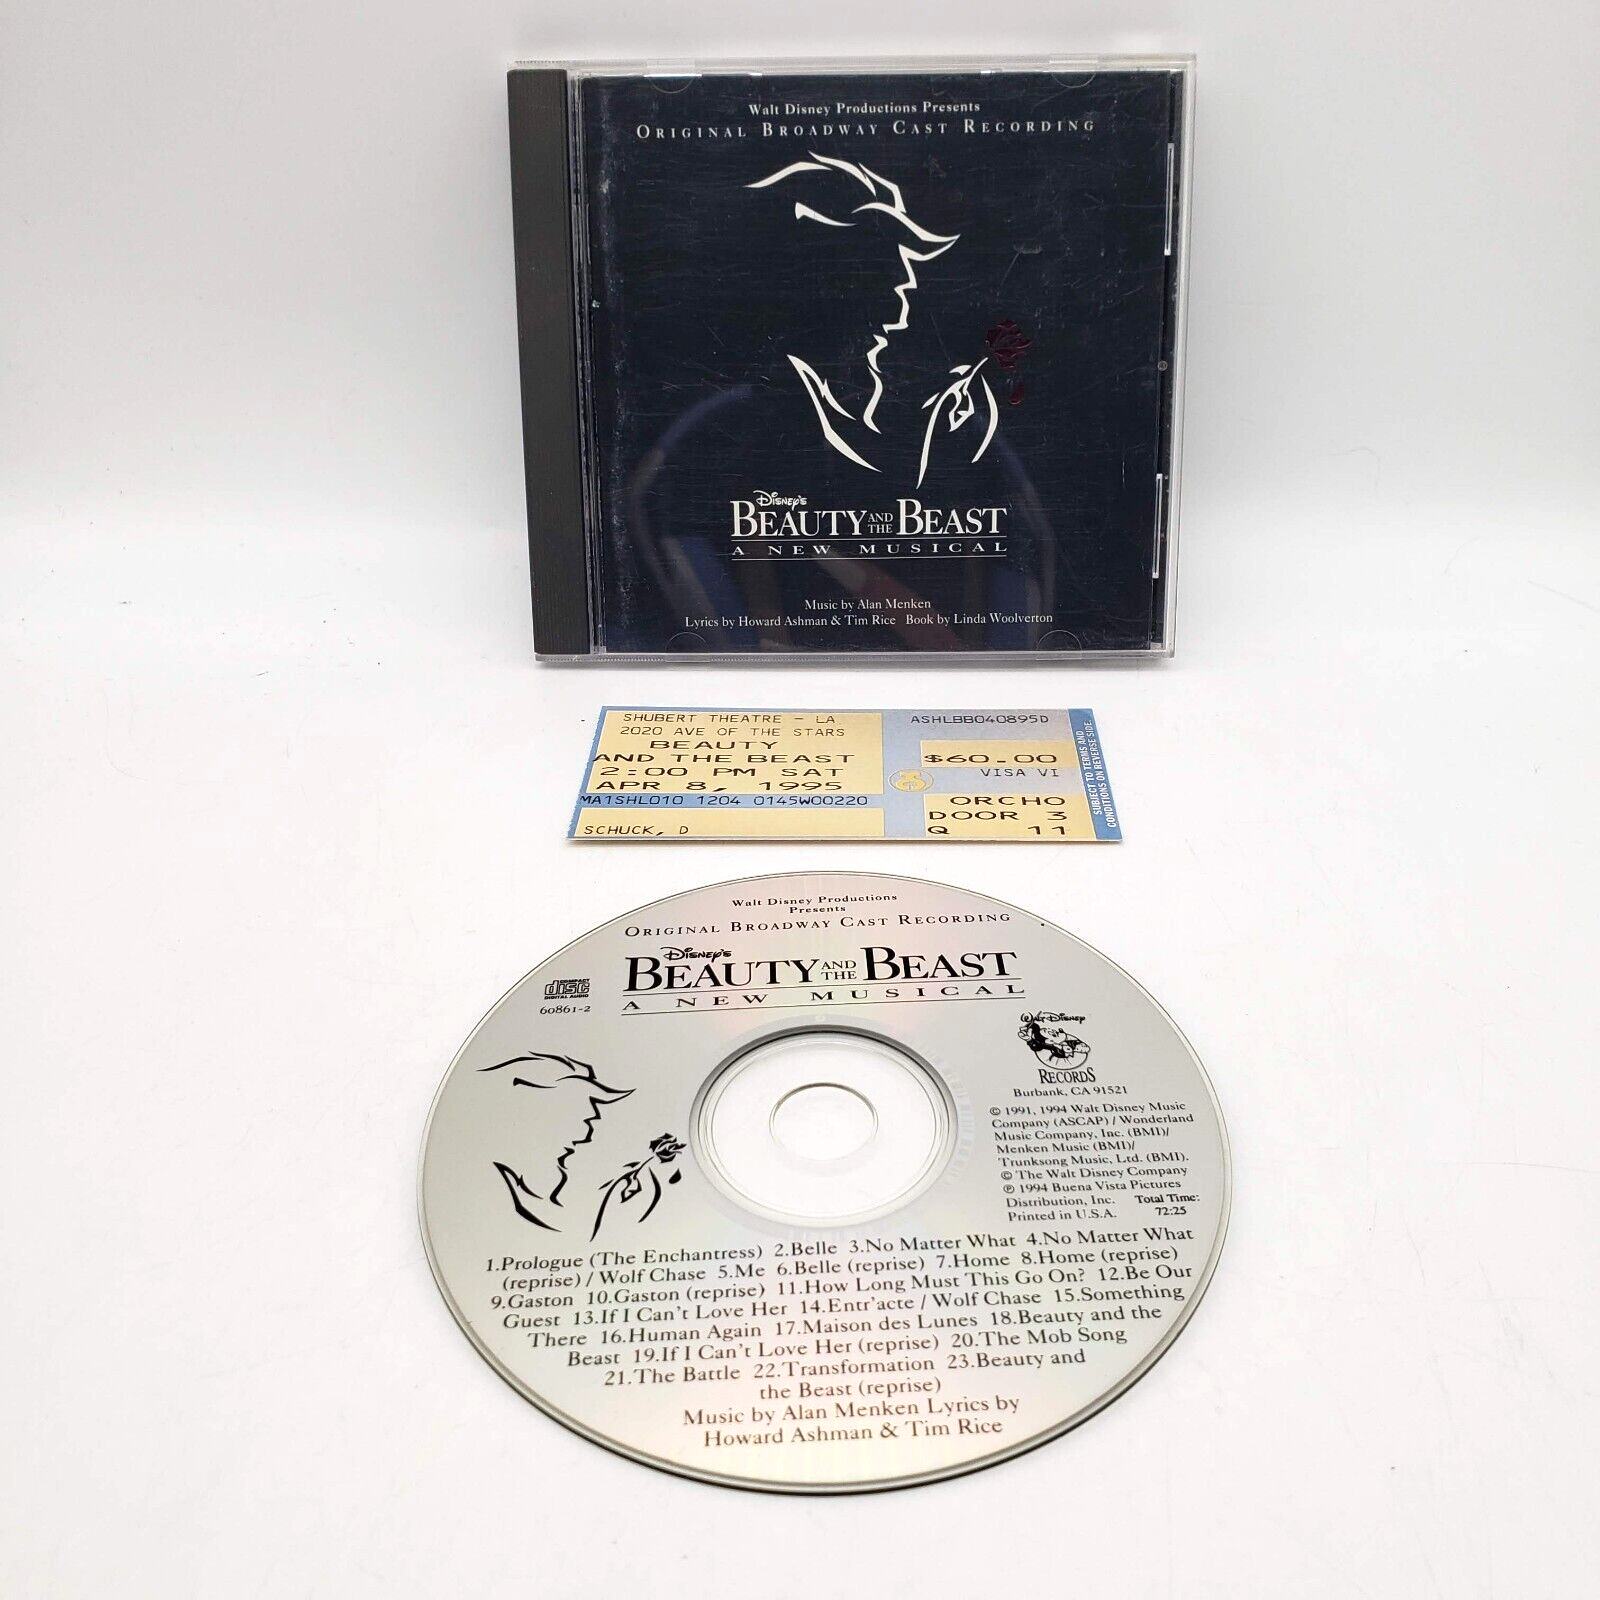 Walt Disney Productions Presents
ORIGINAL BROADWAY CAST RECORDING
DISNEY'S
BEAUTY AND THE BEAST
A NEW MUSICAL
Music by Alan Menken
Lyrics by Howard Ashman & Tim Rice Book by Linda Woolverton
SHUBERT THEATRE - LA
2020 AVE OF THE STARS
BEAUTY
AND THE BEAST
2:00 PM SAT
APR 8, 1995
MA1SHL010 1204 0145W00220
SCHUCK, D
ASHLBB040895D
$60.00
VISA VI
ORCHO
DOOR 3
Q 11
SUBJECT TO TERMS AND
CONDITIONS ON REVERSE SIDE.
Walt Disney Productions
Presents
ORIGINAL BROADWAY CAST RECORDING
DISNEY'S
BEAUTY AND THE BEAST
A NEW MUSICAL
COMPACT
disc
DIGITAL AUDIO
60861-2
WALT DISNEY
RECORDS
Burbank, CA 91521
© 1991, 1994 Walt Disney Music
Company (ASCAP) / Wonderland
Music Company, Inc. (BMI)/
Menken Music (BMI)/
Trunksong Music, Ltd. (BMI).
© The Walt Disney Company
℗ 1994 Buena Vista Pictures
Distribution, Inc.
Printed in U.S.A.
Total Time:
72:25
1.Prologue (The Enchantress) 2.Belle 3.No Matter What 4.No Matter What
(reprise) / Wolf Chase 5.Me 6.Belle (reprise) 7.Home 8.Home (reprise)
9.Gaston 10.Gaston (reprise) 11.How Long Must This Go On? 12.Be Our
Guest 13.If I Can't Love Her 14.Entr'acte / Wolf Chase 15.Something
There 16.Human Again 17.Maison des Lunes 18.Beauty and the
Beast 19.If I Can't Love Her (reprise) 20.The Mob Song
21.The Battle 22.Transformation 23.Beauty and
the Beast (reprise)
Music by Alan Menken Lyrics by
Howard Ashman & Tim Rice